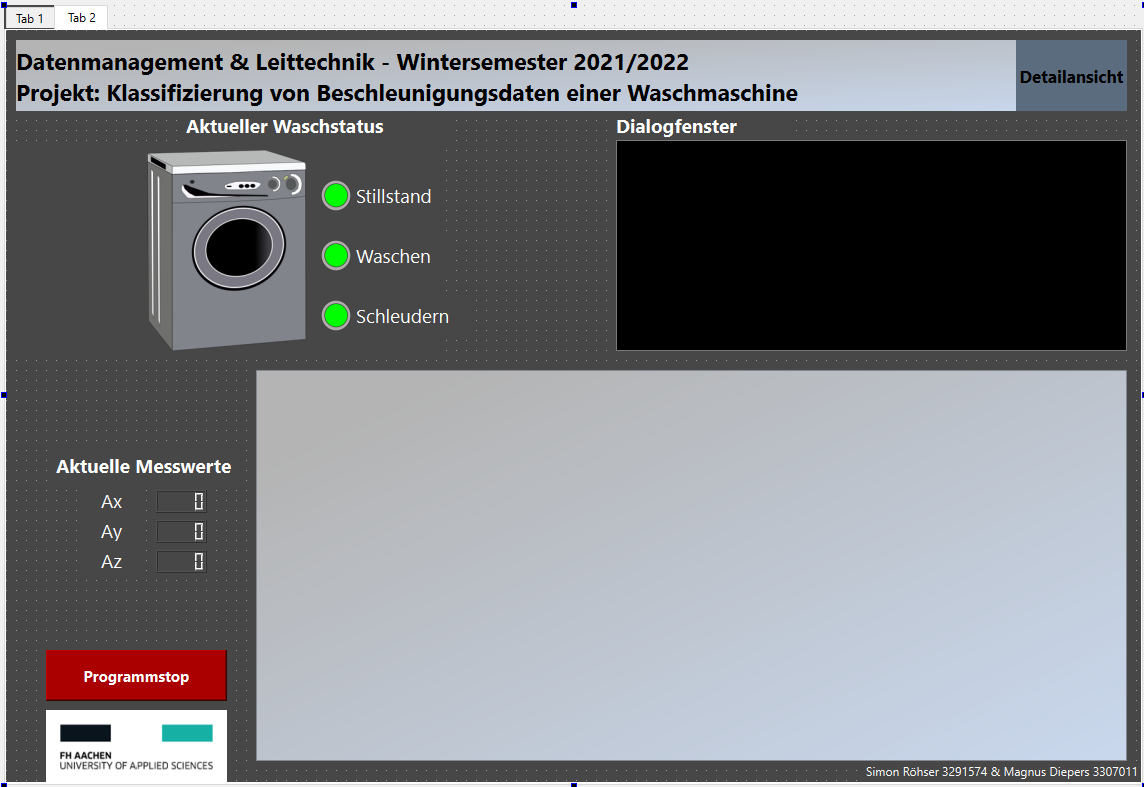 Tab 1
Tab 2
Datenmanagement & Leittechnik - Wintersemester 2021/2022
Projekt: Klassifizierung von Beschleunigungsdaten einer Waschmaschine
Detailansicht
Aktueller Waschstatus
Stillstand
Waschen
Schleudern
Dialogfenster
Aktuelle Messwerte
Ax 0
Ay 0
Az 0
Programmstop
FH AACHEN
UNIVERSITY OF APPLIED SCIENCES
Simon Röhser 3291574 & Magnus Diepers 3307011